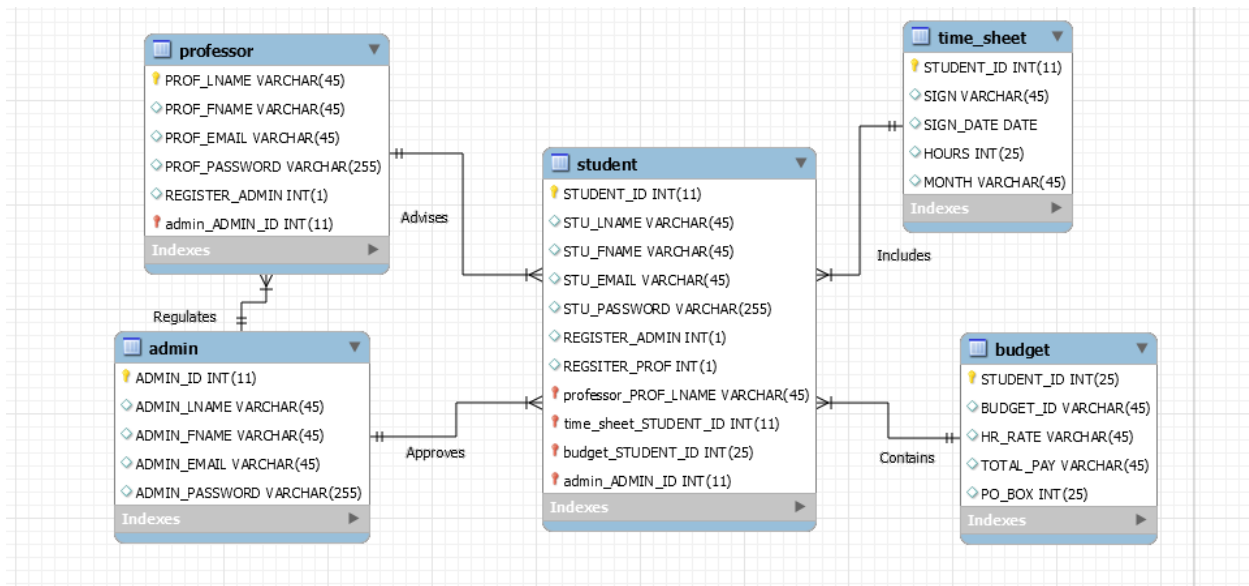 professor
PROF_LNAME VARCHAR(45)
PROF_FNAME VARCHAR(45)
PROF_EMAIL VARCHAR(45)
PROF_PASSWORD VARCHAR(255)
REGISTER_ADMIN INT(1)
admin_ADMIN_ID INT(11)
Indexes
Regulates
admin
ADMIN_ID INT(11)
ADMIN_LNAME VARCHAR(45)
ADMIN_FNAME VARCHAR(45)
ADMIN_EMAIL VARCHAR(45)
ADMIN_PASSWORD VARCHAR(255)
Indexes
Advises
Approves
student
STUDENT_ID INT(11)
STU_LNAME VARCHAR(45)
STU_FNAME VARCHAR(45)
STU_EMAIL VARCHAR(45)
STU_PASSWORD VARCHAR(255)
REGISTER_ADMIN INT(1)
REGSITER_PROF INT(1)
professor_PROF_LNAME VARCHAR(45)
time_sheet_STUDENT_ID INT(11)
budget_STUDENT_ID INT(25)
admin_ADMIN_ID INT(11)
Indexes
time_sheet
STUDENT_ID INT(11)
SIGN VARCHAR(45)
SIGN_DATE DATE
HOURS INT(25)
MONTH VARCHAR(45)
Indexes
Includes
Contains
budget
STUDENT_ID INT(25)
BUDGET_ID VARCHAR(45)
HR_RATE VARCHAR(45)
TOTAL_PAY VARCHAR(45)
PO_BOX INT(25)
Indexes